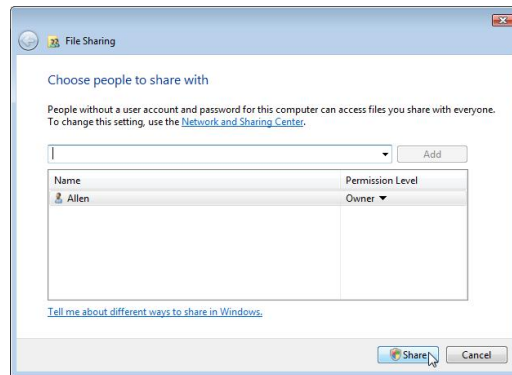 File Sharing
Choose people to share with
People without a user account and password for this computer can access files you share with everyone.
To change this setting, use the Network and Sharing Center.
Add
Name Permission Level
Allen Owner
Tell me about different ways to share in Windows.
Share Cancel